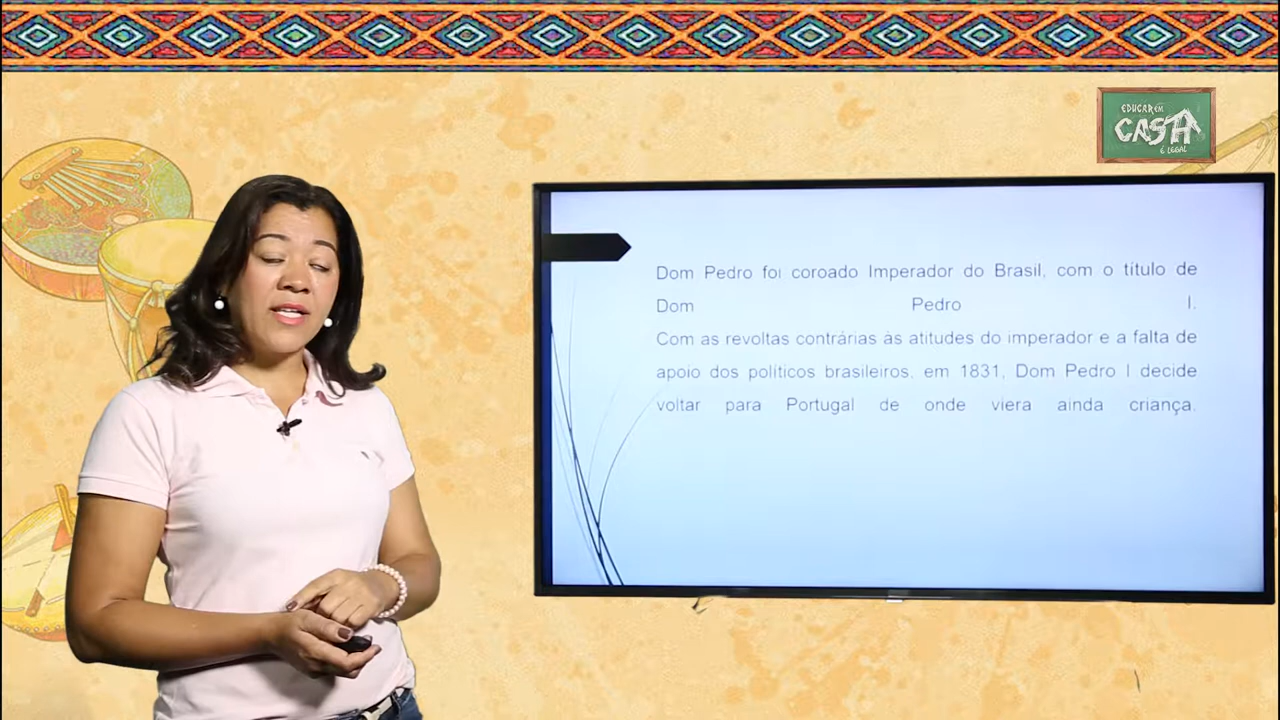 EDUCAR EM
CASA
É LEGAL
Dom Pedro foi coroado Imperador do Brasil, com o título de
Dom Pedro I.
Com as revoltas contrárias às atitudes do imperador e a falta de
apoio dos políticos brasileiros, em 1831, Dom Pedro I decide
voltar para Portugal de onde viera ainda criança.